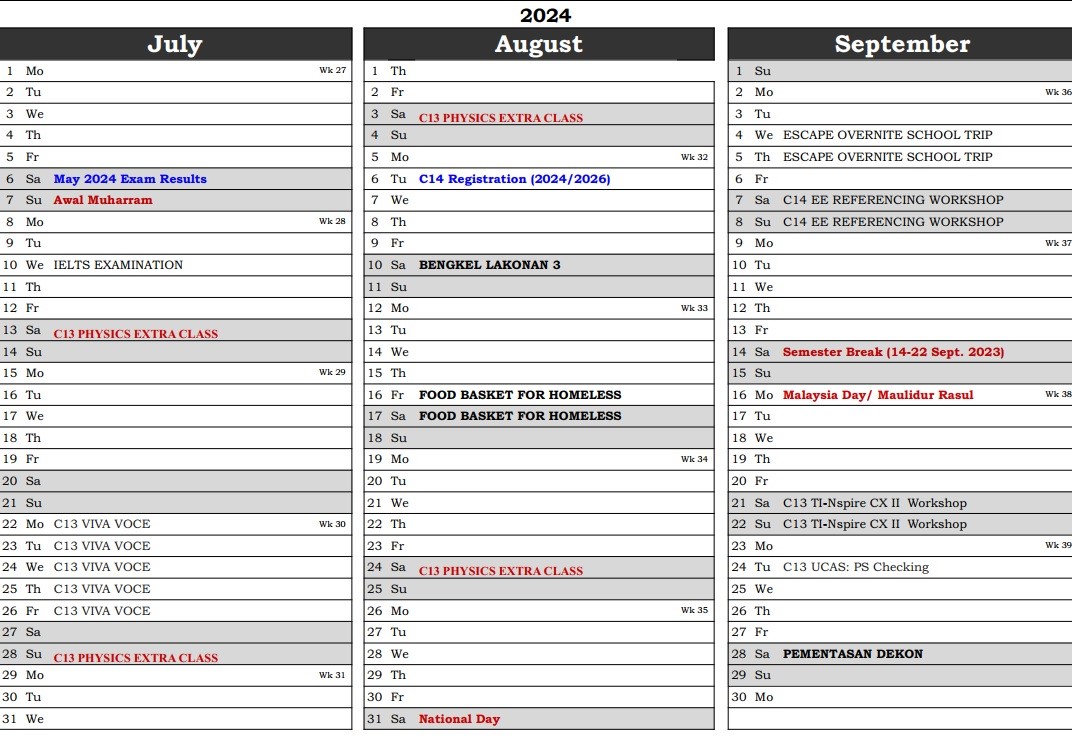 2024
July
1 Mo Wk 27
2 Tu
3 We
4 Th
5 Fr
6 Sa May 2024 Exam Results
7 Su Awal Muharram
8 Mo Wk 28
9 Tu
10 We IELTS EXAMINATION
11 Th
12 Fr
13 Sa C13 PHYSICS EXTRA CLASS
14 Su
15 Mo Wk 29
16 Tu
17 We
18 Th
19 Fr
20 Sa
21 Su
22 Mo C13 VIVA VOCE Wk 30
23 Tu C13 VIVA VOCE
24 We C13 VIVA VOCE
25 Th C13 VIVA VOCE
26 Fr C13 VIVA VOCE
27 Sa
28 Su C13 PHYSICS EXTRA CLASS
29 Mo Wk 31
30 Tu
31 We
August
1 Th
2 Fr
3 Sa C13 PHYSICS EXTRA CLASS
4 Su
5 Mo Wk 32
6 Tu C14 Registration (2024/2026)
7 We
8 Th
9 Fr
10 Sa BENGKEL LAKONAN 3
11 Su
12 Mo Wk 33
13 Tu
14 We
15 Th
16 Fr FOOD BASKET FOR HOMELESS
17 Sa FOOD BASKET FOR HOMELESS
18 Su
19 Mo Wk 34
20 Tu
21 We
22 Th
23 Fr
24 Sa C13 PHYSICS EXTRA CLASS
25 Su
26 Mo Wk 35
27 Tu
28 We
29 Th
30 Fr
31 Sa National Day
September
1 Su
2 Mo Wk 36
3 Tu
4 We ESCAPE OVERNITE SCHOOL TRIP
5 Th ESCAPE OVERNITE SCHOOL TRIP
6 Fr
7 Sa C14 EE REFERENCING WORKSHOP
8 Su C14 EE REFERENCING WORKSHOP
9 Mo Wk 37
10 Tu
11 We
12 Th
13 Fr
14 Sa Semester Break (14-22 Sept. 2023)
15 Su
16 Mo Malaysia Day/ Maulidur Rasul Wk 38
17 Tu
18 We
19 Th
20 Fr
21 Sa C13 TI-Nspire CX II Workshop
22 Su C13 TI-Nspire CX II Workshop
23 Mo Wk 39
24 Tu C13 UCAS: PS Checking
25 We
26 Th
27 Fr
28 Sa PEMENTASAN DEKON
29 Su
30 Mo